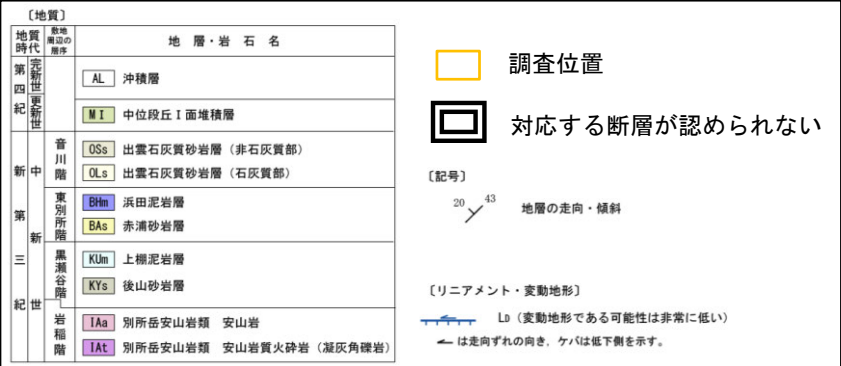 〔地質〕
地質時代 敷地周辺の層序 地層・岩石名
第四紀 完新世 AL 沖積層
更新世 MⅠ 中位段丘Ⅰ面堆積層
新第三紀 中新世 音川階 OSs 出雲石灰質砂岩層（非石灰質部）
OLs 出雲石灰質砂岩層（石灰質部）
東別所階 BHm 浜田泥岩層
BAs 赤浦砂岩層
黒瀬谷階 KUm 上棚泥岩層
KYs 後山砂岩層
岩稲階 IAa 別所岳安山岩類 安山岩
IAt 別所岳安山岩類 安山岩質火砕岩（凝灰角礫岩）
調査位置
対応する断層が認められない
〔記号〕
20 43 地層の走向・傾斜
〔リニアメント・変動地形〕
LD（変動地形である可能性は非常に低い）
は走向ずれの向き，ケバは低下側を示す。